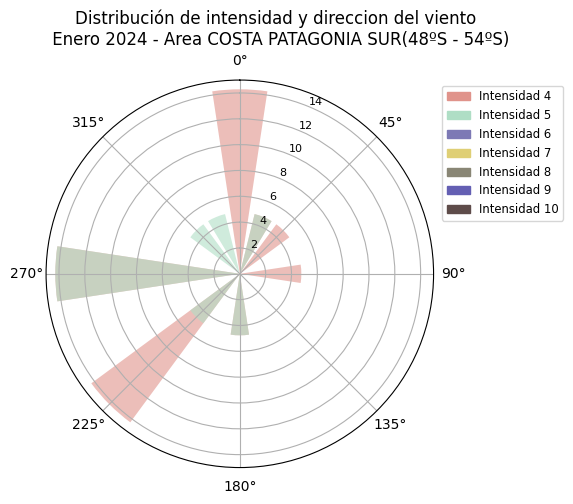 Distribución de intensidad y direccion del viento
Enero 2024 - Area COSTA PATAGONIA SUR(48ºS - 54ºS)
0°
45°
90°
135°
180°
225°
270°
315°
2
4
6
8
10
12
14
Intensidad 4
Intensidad 5
Intensidad 6
Intensidad 7
Intensidad 8
Intensidad 9
Intensidad 10